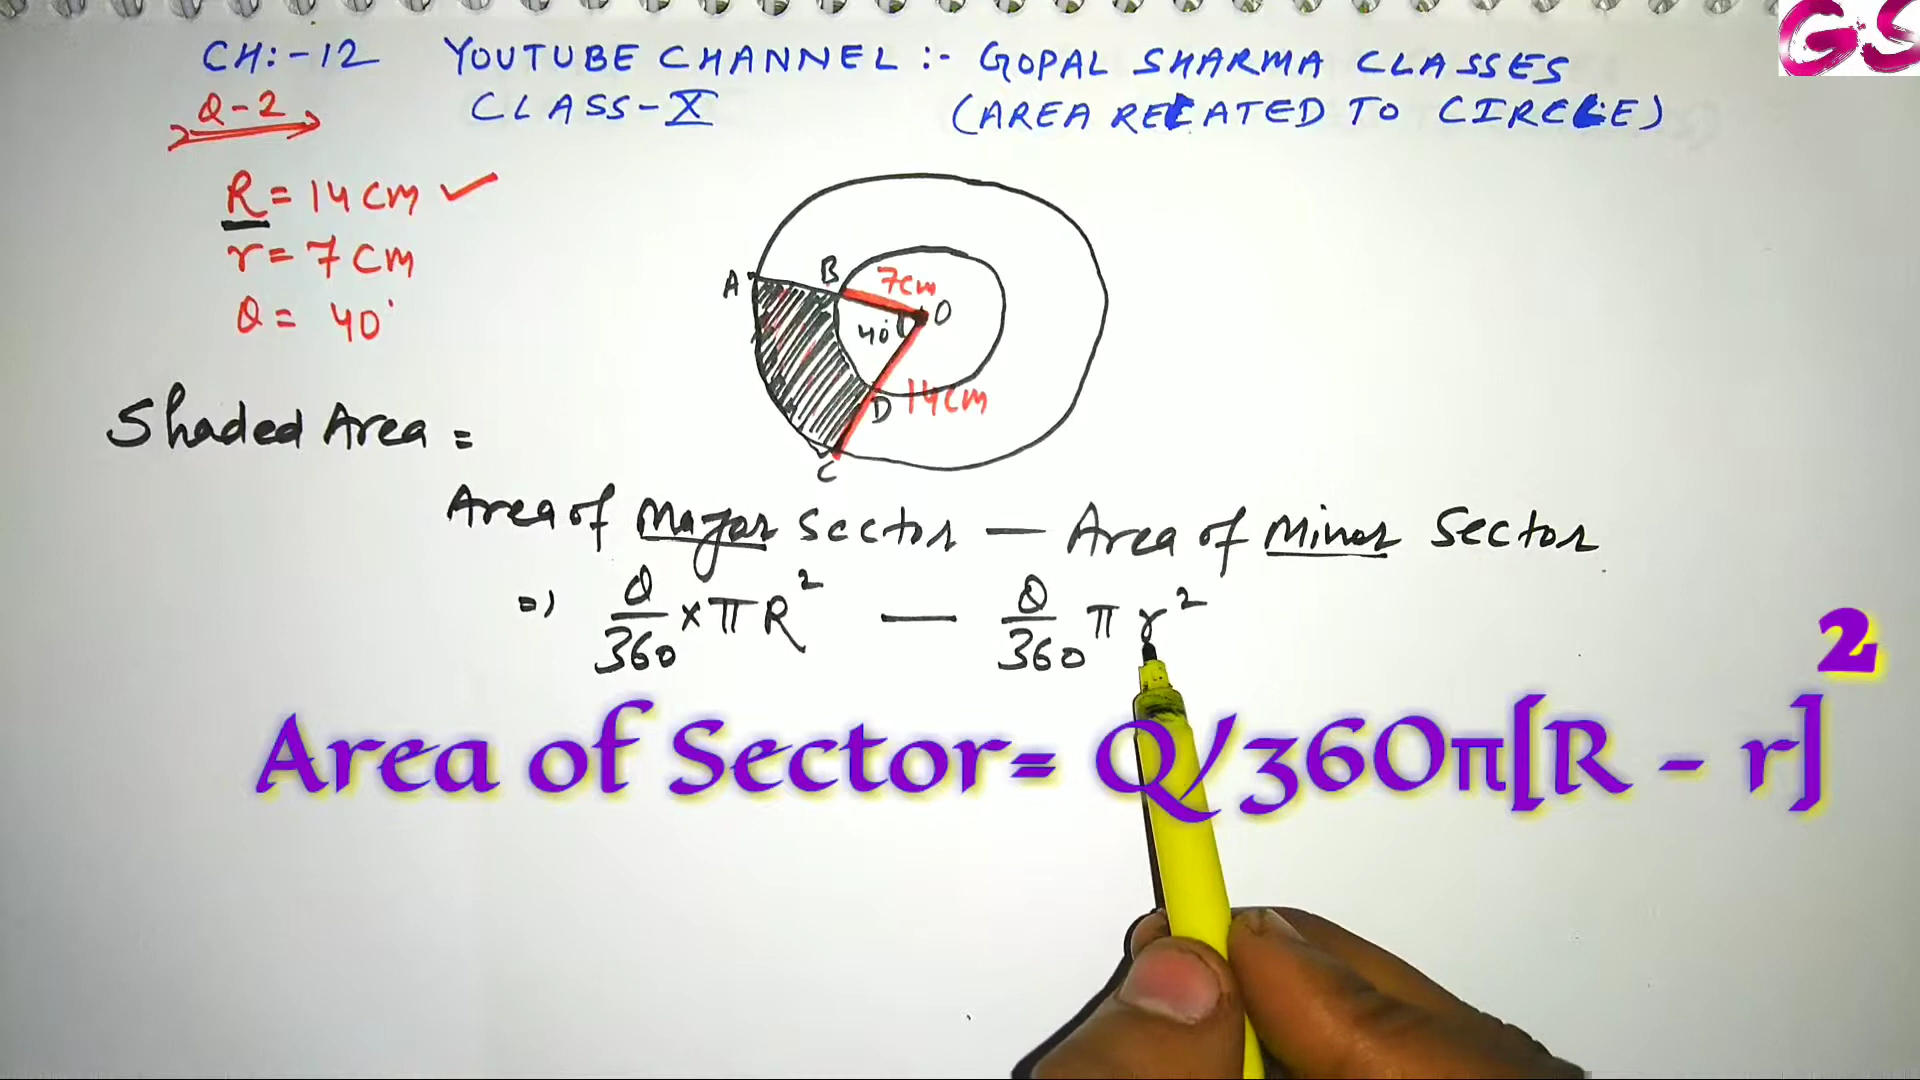 GS
CH:-12 YOUTUBE CHANNEL :- GOPAL SHARMA CLASSES
Q-2 CLASS-X (AREA RELATED TO CIRCLE)
R = 14 cm ✓
r = 7 cm
θ = 40°
A B 7cm
40° O
D 14cm
C
Shaded Area =
Area of Major Sector — Area of Minor Sector
⇒ θ/360 × π R² — θ/360 π r²
Area of Sector= Q/360π[R - r]²